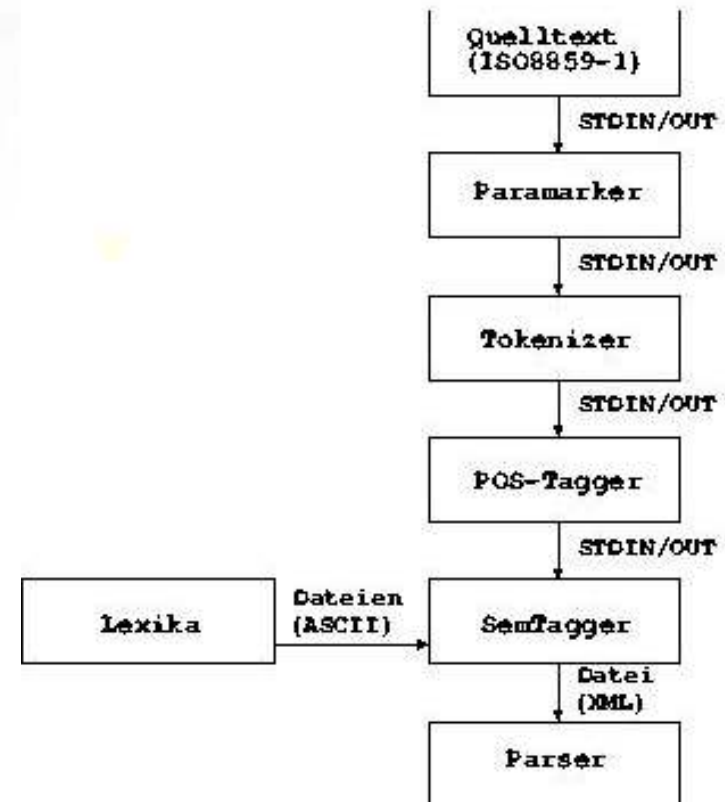 Quelltext
(ISO8859-1)
STDIN/OUT
Paramarker
STDIN/OUT
Tokenizer
STDIN/OUT
POS-Tagger
STDIN/OUT
Lexika
Dateien
(ASCII)
SemTagger
Datei
(XML)
Parser